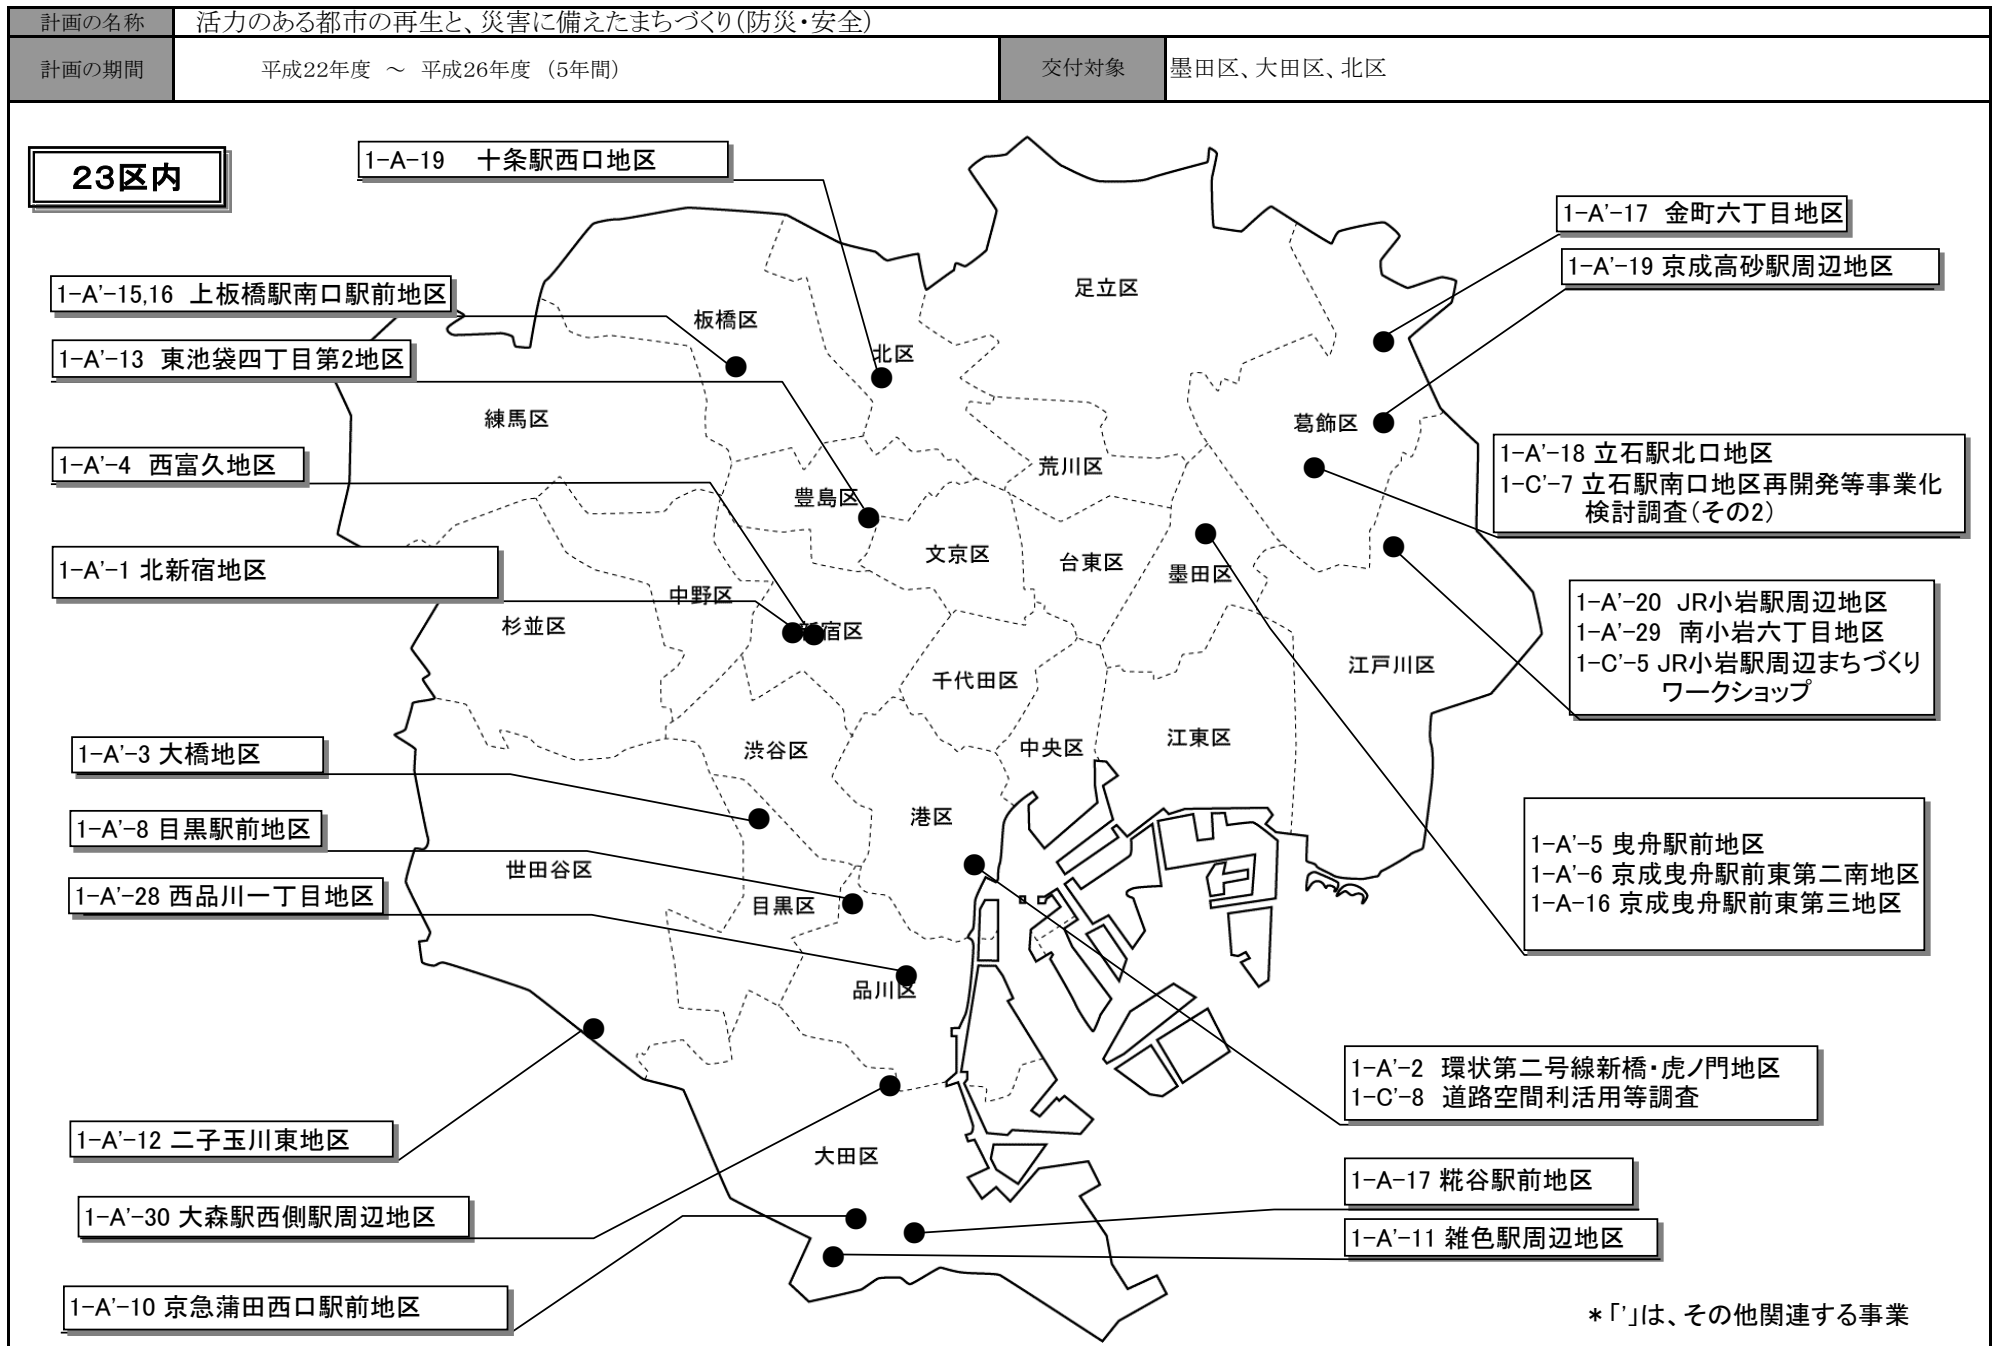 計画の名称 活力のある都市の再生と、災害に備えたまちづくり（防災・安全）
計画の期間 平成22年度 ～ 平成26年度 （5年間） 交付対象 墨田区、大田区、北区
23区内
1-A-19 十条駅西口地区
1-A'-17 金町六丁目地区
1-A'-19 京成高砂駅周辺地区
1-A'-15,16 上板橋駅南口駅前地区
1-A'-13 東池袋四丁目第2地区
1-A'-4 西富久地区
1-A'-1 北新宿地区
1-A'-18 立石駅北口地区
1-C'-7 立石駅南口地区再開発等事業化
検討調査（その2）
1-A'-20 JR小岩駅周辺地区
1-A'-29 南小岩六丁目地区
1-C'-5 JR小岩駅周辺まちづくり
ワークショップ
足立区
板橋区
北区
練馬区
葛飾区
荒川区
豊島区
文京区
台東区
墨田区
中野区
杉並区
新宿区
江戸川区
千代田区
渋谷区
中央区
江東区
港区
世田谷区
目黒区
品川区
大田区
1-A'-3 大橋地区
1-A'-8 目黒駅前地区
1-A'-28 西品川一丁目地区
1-A'-5 曳舟駅前地区
1-A'-6 京成曳舟駅前東第二南地区
1-A-16 京成曳舟駅前東第三地区
1-A'-2 環状第二号線新橋・虎ノ門地区
1-C'-8 道路空間利活用等調査
1-A'-12 二子玉川東地区
1-A'-30 大森駅西側駅周辺地区
1-A'-10 京急蒲田西口駅前地区
1-A-17 糀谷駅前地区
1-A'-11 雑色駅周辺地区
＊「'」は、その他関連する事業